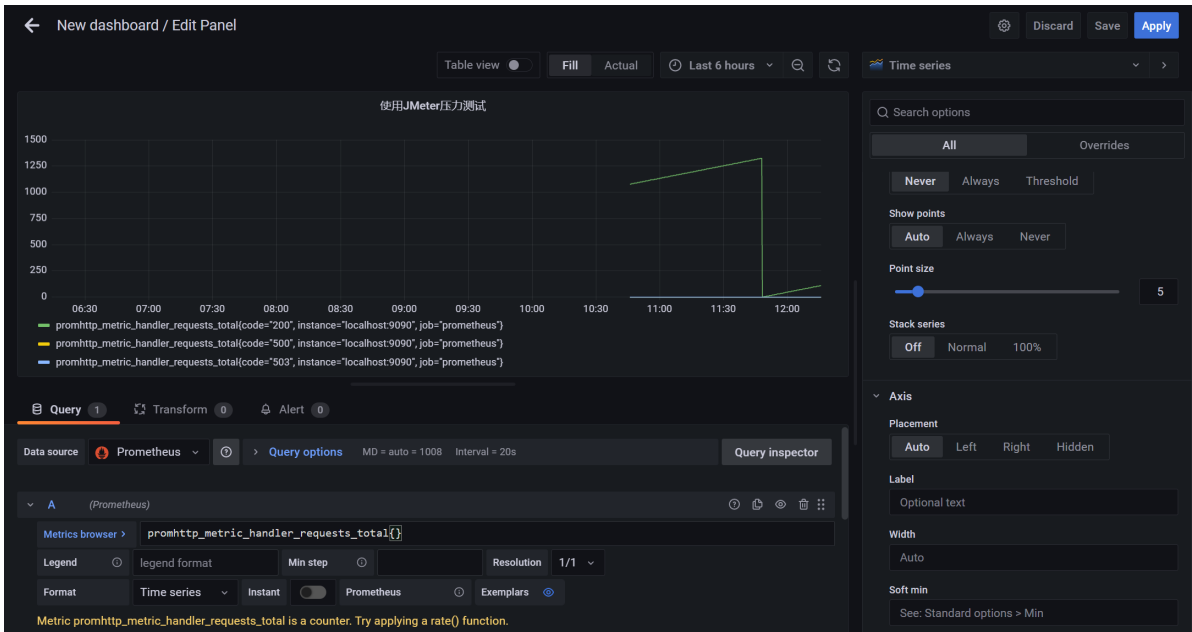 New dashboard / Edit Panel
Discard
Save
Apply
Table view
Fill
Actual
Last 6 hours
Time series
使用JMeter压力测试
1500
1250
1000
750
500
250
0
06:30 07:00 07:30 08:00 08:30 09:00 09:30 10:00 10:30 11:00 11:30 12:00
promhttp_metric_handler_requests_total{code="200", instance="localhost:9090", job="prometheus"}
promhttp_metric_handler_requests_total{code="500", instance="localhost:9090", job="prometheus"}
promhttp_metric_handler_requests_total{code="503", instance="localhost:9090", job="prometheus"}
Query 1
Transform 0
Alert 0
Data source
Prometheus
Query options
MD = auto = 1008
Interval = 20s
Query inspector
A (Prometheus)
Metrics browser >
promhttp_metric_handler_requests_total{}
Legend
legend format
Min step
Resolution
1/1
Format
Time series
Instant
Prometheus
Exemplars
Metric promhttp_metric_handler_requests_total is a counter. Try applying a rate() function.
Search options
All
Overrides
Never
Always
Threshold
Show points
Auto
Always
Never
Point size
5
Stack series
Off
Normal
100%
Axis
Placement
Auto
Left
Right
Hidden
Label
Optional text
Width
Auto
Soft min
See: Standard options > Min